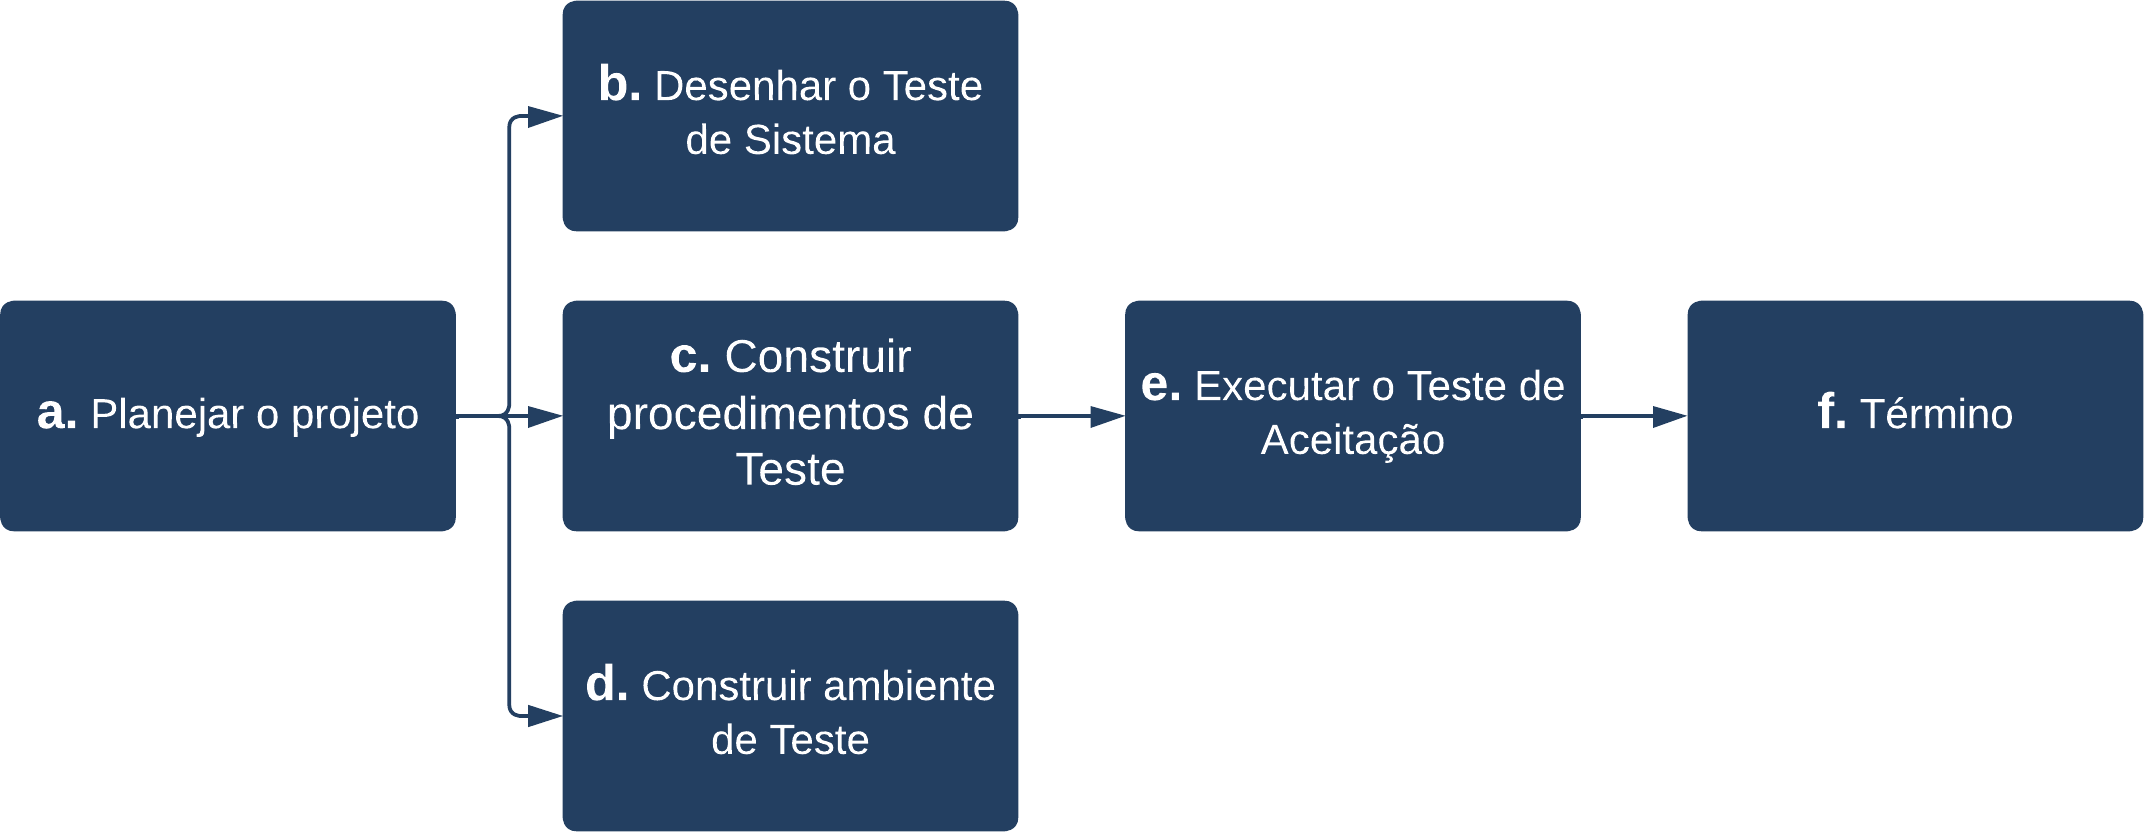 a. Planejar o projeto
b. Desenhar o Teste
de Sistema
c. Construir
procedimentos de
Teste
d. Construir ambiente
de Teste
e. Executar o Teste de
Aceitação
f. Término